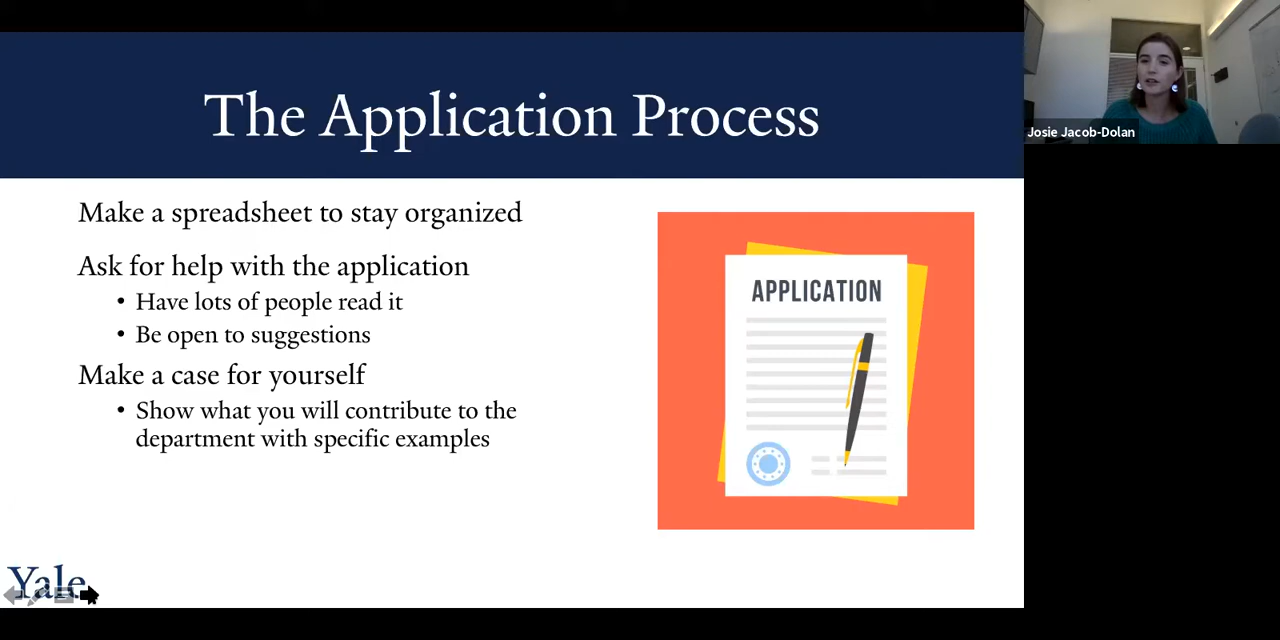 The Application Process
Josie Jacob-Dolan
Make a spreadsheet to stay organized
Ask for help with the application
• Have lots of people read it
• Be open to suggestions
Make a case for yourself
• Show what you will contribute to the
department with specific examples
APPLICATION
Yale